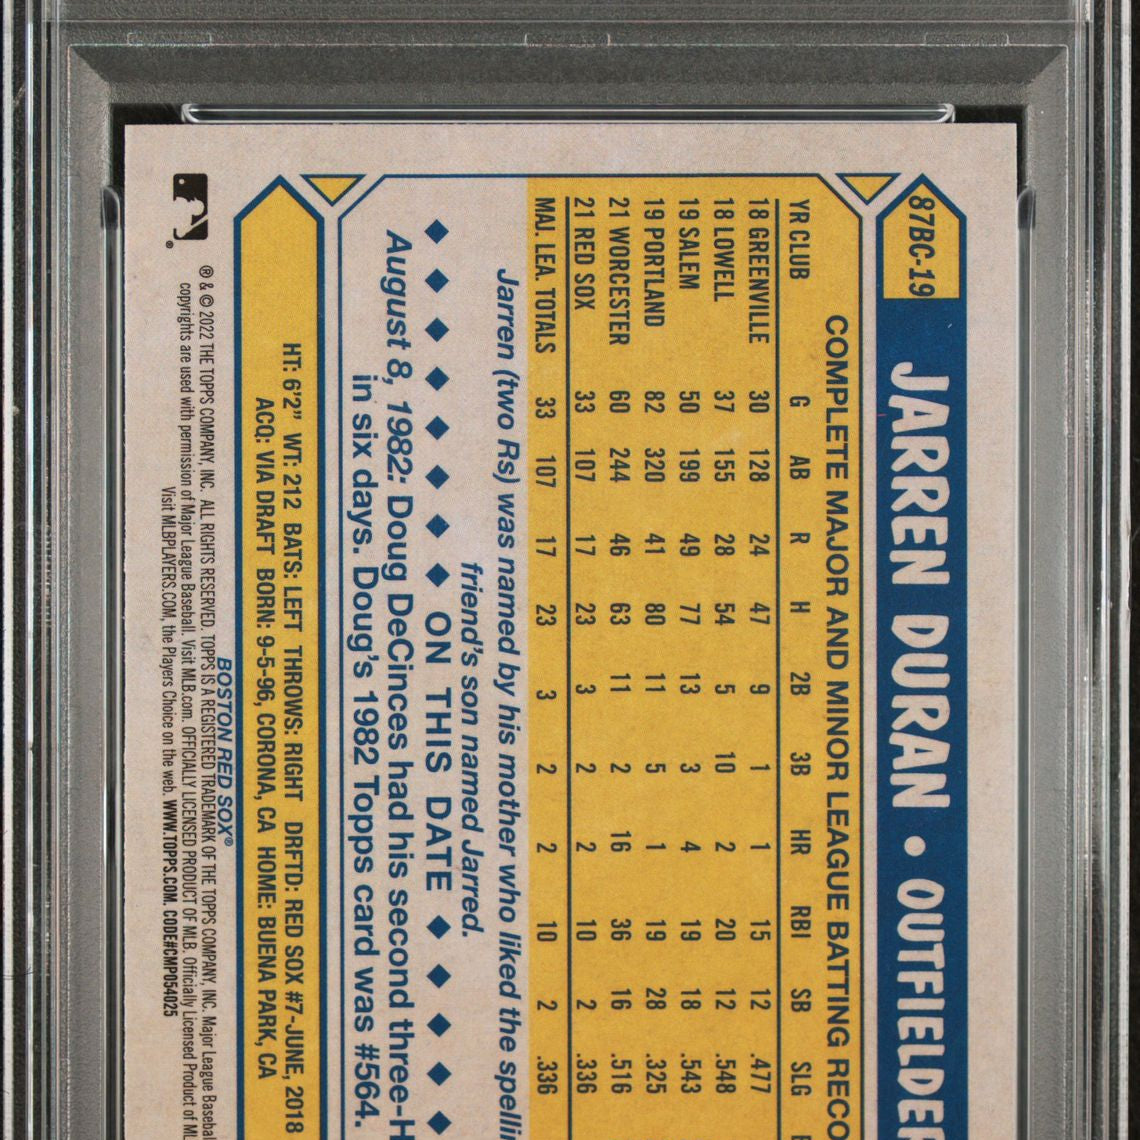 87BC-19
JARREN DURAN • OUTFIELDER
COMPLETE MAJOR AND MINOR LEAGUE BATTING RECO
YR CLUB G AB R H 2B 3B HR RBI SB SLG
18 GREENVILLE 30 128 24 47 9 1 1 15 12 .477
18 LOWELL 37 155 28 54 5 10 2 20 12 .548
19 SALEM 50 199 49 77 13 3 4 19 18 .543
19 PORTLAND 82 320 41 80 11 5 1 19 28 .325
21 WORCESTER 60 244 46 63 11 2 16 36 16 .516
21 RED SOX 33 107 17 23 3 2 2 10 2 .336
MAJ. LEA. TOTALS 33 107 17 23 3 2 2 10 2 .336
Jarren (two Rs) was named by his mother who liked the spelli
friend's son named Jarred.
ON THIS DATE
August 8, 1982: Doug DeCinces had his second three-H
in six days. Doug's 1982 Topps card was #564.
HT: 6'2" WT: 212 BATS: LEFT THROWS: RIGHT DRFTD: RED SOX #7-JUNE, 2018
ACQ: VIA DRAFT BORN: 9-5-96, CORONA, CA HOME: BUENA PARK, CA
BOSTON RED SOX®
® & © 2022 THE TOPPS COMPANY, INC. ALL RIGHTS RESERVED. TOPPS IS A REGISTERED TRADEMARK OF THE TOPPS COMPANY, INC. Major League Basebal
copyrights are used with permission of Major League Baseball. Visit MLB.com. OFFICIALLY LICENSED PRODUCT OF MLB. Officially Licensed Product of ML
Visit MLBPLAYERS.COM, the Players Choice on the web. WWW.TOPPS.COM. CODE#CMP054025